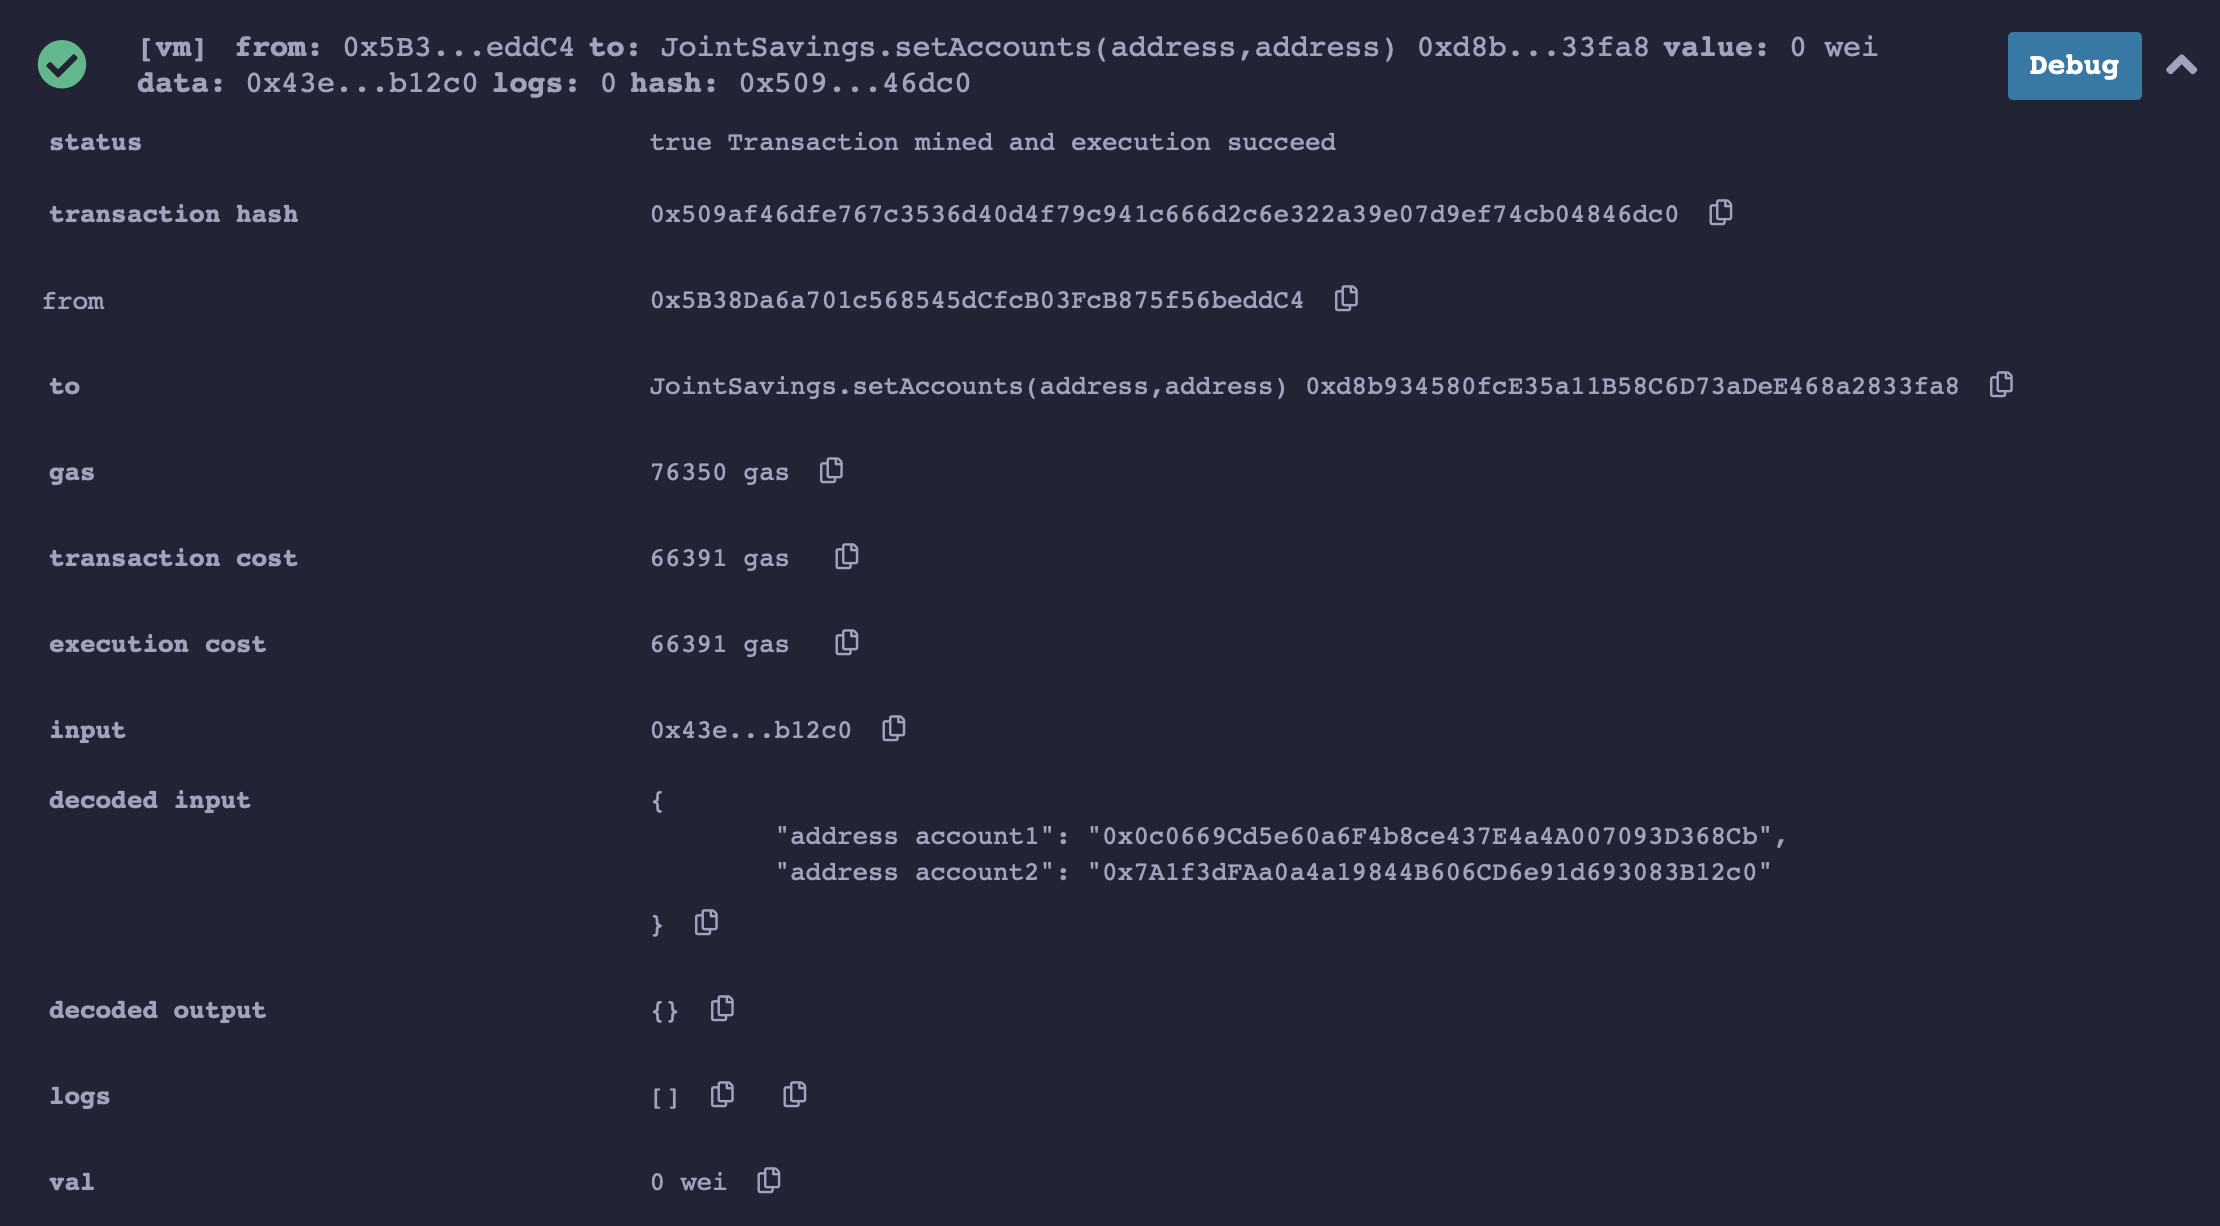 [vm] from: 0x5B3...eddC4 to: JointSavings.setAccounts(address,address) 0xd8b...33fa8 value: 0 wei
data: 0x43e...b12c0 logs: 0 hash: 0x509...46dc0
Debug
status true Transaction mined and execution succeed
transaction hash 0x509af46dfe767c3536d40d4f79c941c666d2c6e322a39e07d9ef74cb04846dc0
from 0x5B38Da6a701c568545dCfcB03FcB875f56beddC4
to JointSavings.setAccounts(address,address) 0xd8b934580fcE35a11B58C6D73aDeE468a2833fa8
gas 76350 gas
transaction cost 66391 gas
execution cost 66391 gas
input 0x43e...b12c0
decoded input {
"address account1": "0x0c0669Cd5e60a6F4b8ce437E4a4A007093D368Cb",
"address account2": "0x7A1f3dFAa0a4a19844B606CD6e91d693083B12c0"
}
decoded output {}
logs []
val 0 wei